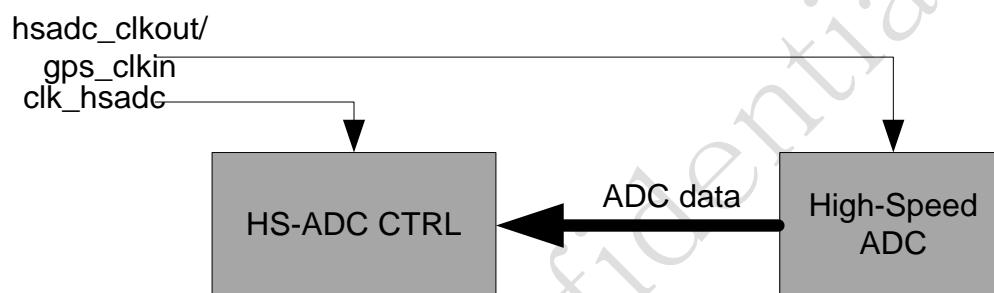 hsadc_clkout/
gps_clkin
clk_hsadc
HS-ADC CTRL
ADC data
High-Speed
ADC